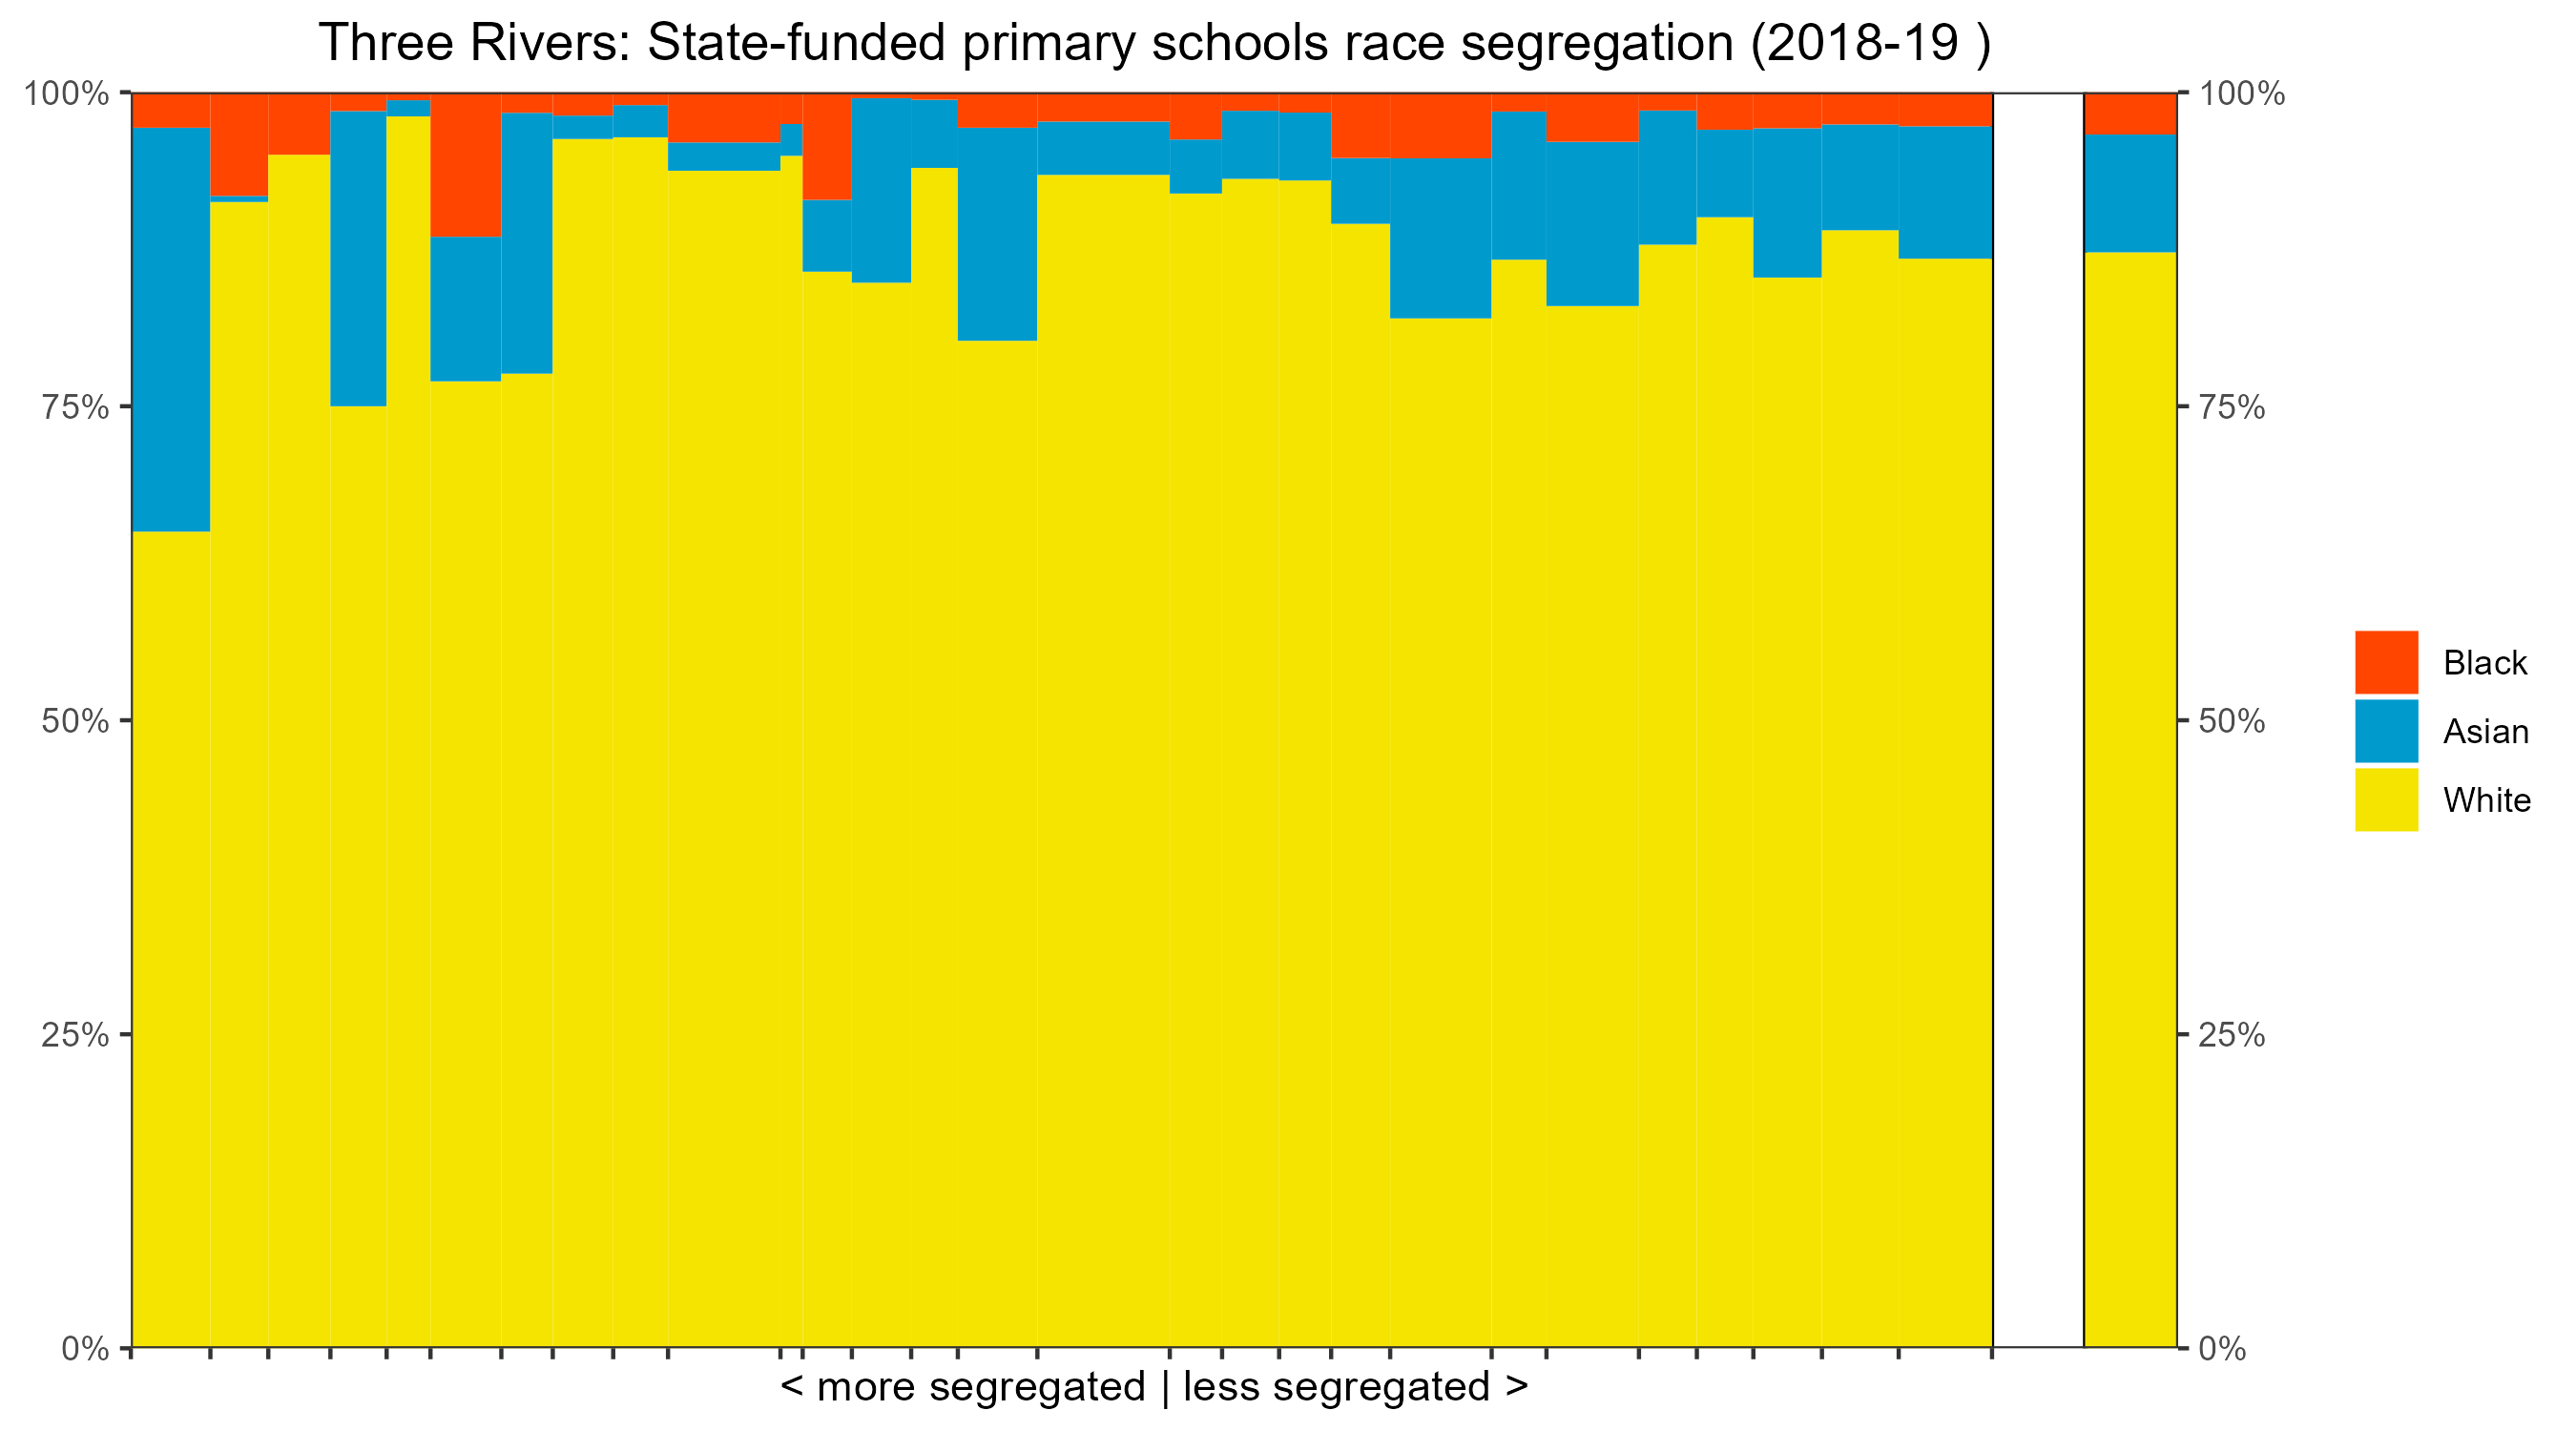 Three Rivers: State-funded primary schools race segregation (2018-19 )
100%
75%
50%
25%
0%
100%
75%
50%
25%
0%
Black
Asian
White
< more segregated | less segregated >